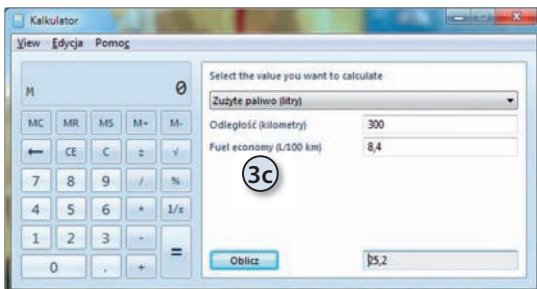 Kalkulator
View Edycja Pomoc
M 0
MC MR MS M+ M-
← CE C ± √
7 8 9 / %
4 5 6 * 1/x
1 2 3 - =
0 , +
Select the value you want to calculate
Zużyte paliwo (litry)
Odległość (kilometry) 300
Fuel economy (L/100 km) 8,4
3c
Oblicz 25,2